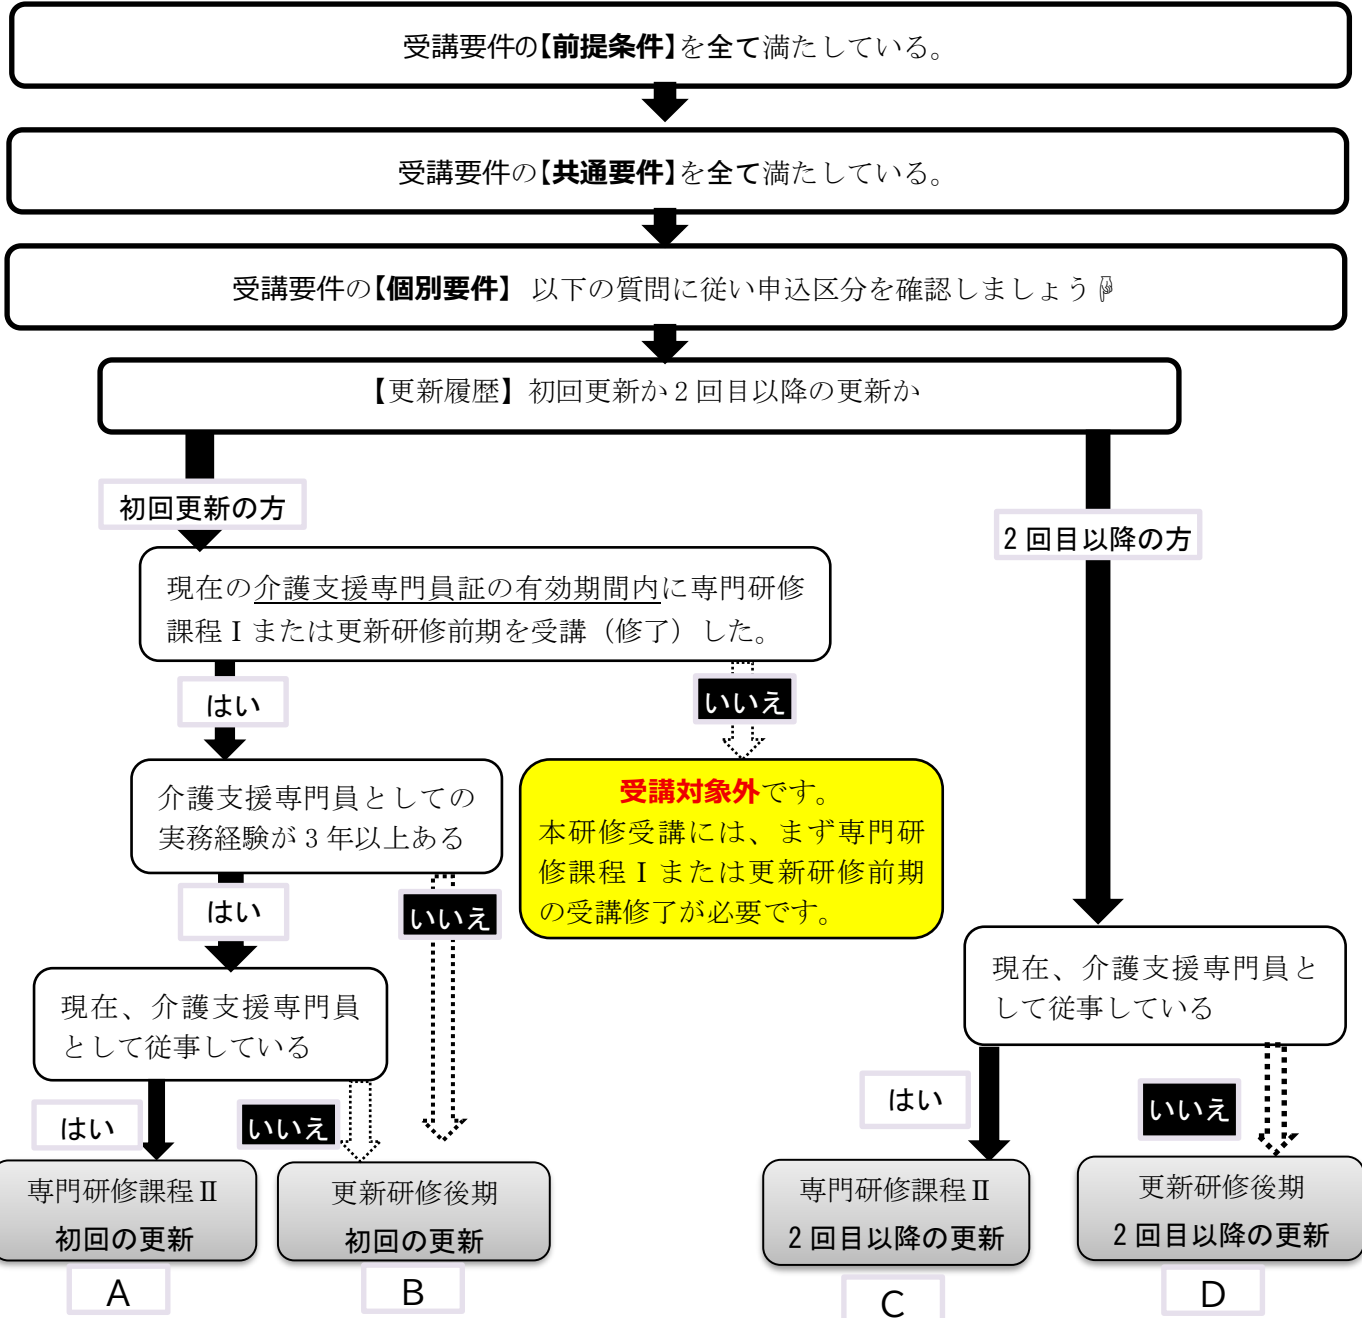 受講要件の【前提条件】を全て満たしている。
受講要件の【共通要件】を全て満たしている。
受講要件の【個別要件】 以下の質問に従い申込区分を確認しましょう☟
【更新履歴】初回更新か2回目以降の更新か
初回更新の方
2回目以降の方
現在の介護支援専門員証の有効期間内に専門研修
課程Ⅰまたは更新研修前期を受講（修了）した。
はい
いいえ
介護支援専門員としての
実務経験が3年以上ある
受講対象外です。
本研修受講には、まず専門研
修課程Ⅰまたは更新研修前期
の受講修了が必要です。
はい
いいえ
現在、介護支援専門員
として従事している
現在、介護支援専門員と
して従事している
はい
いいえ
はい
いいえ
専門研修課程Ⅱ
初回の更新
更新研修後期
初回の更新
専門研修課程Ⅱ
2回目以降の更新
更新研修後期
2回目以降の更新
A
B
C
D